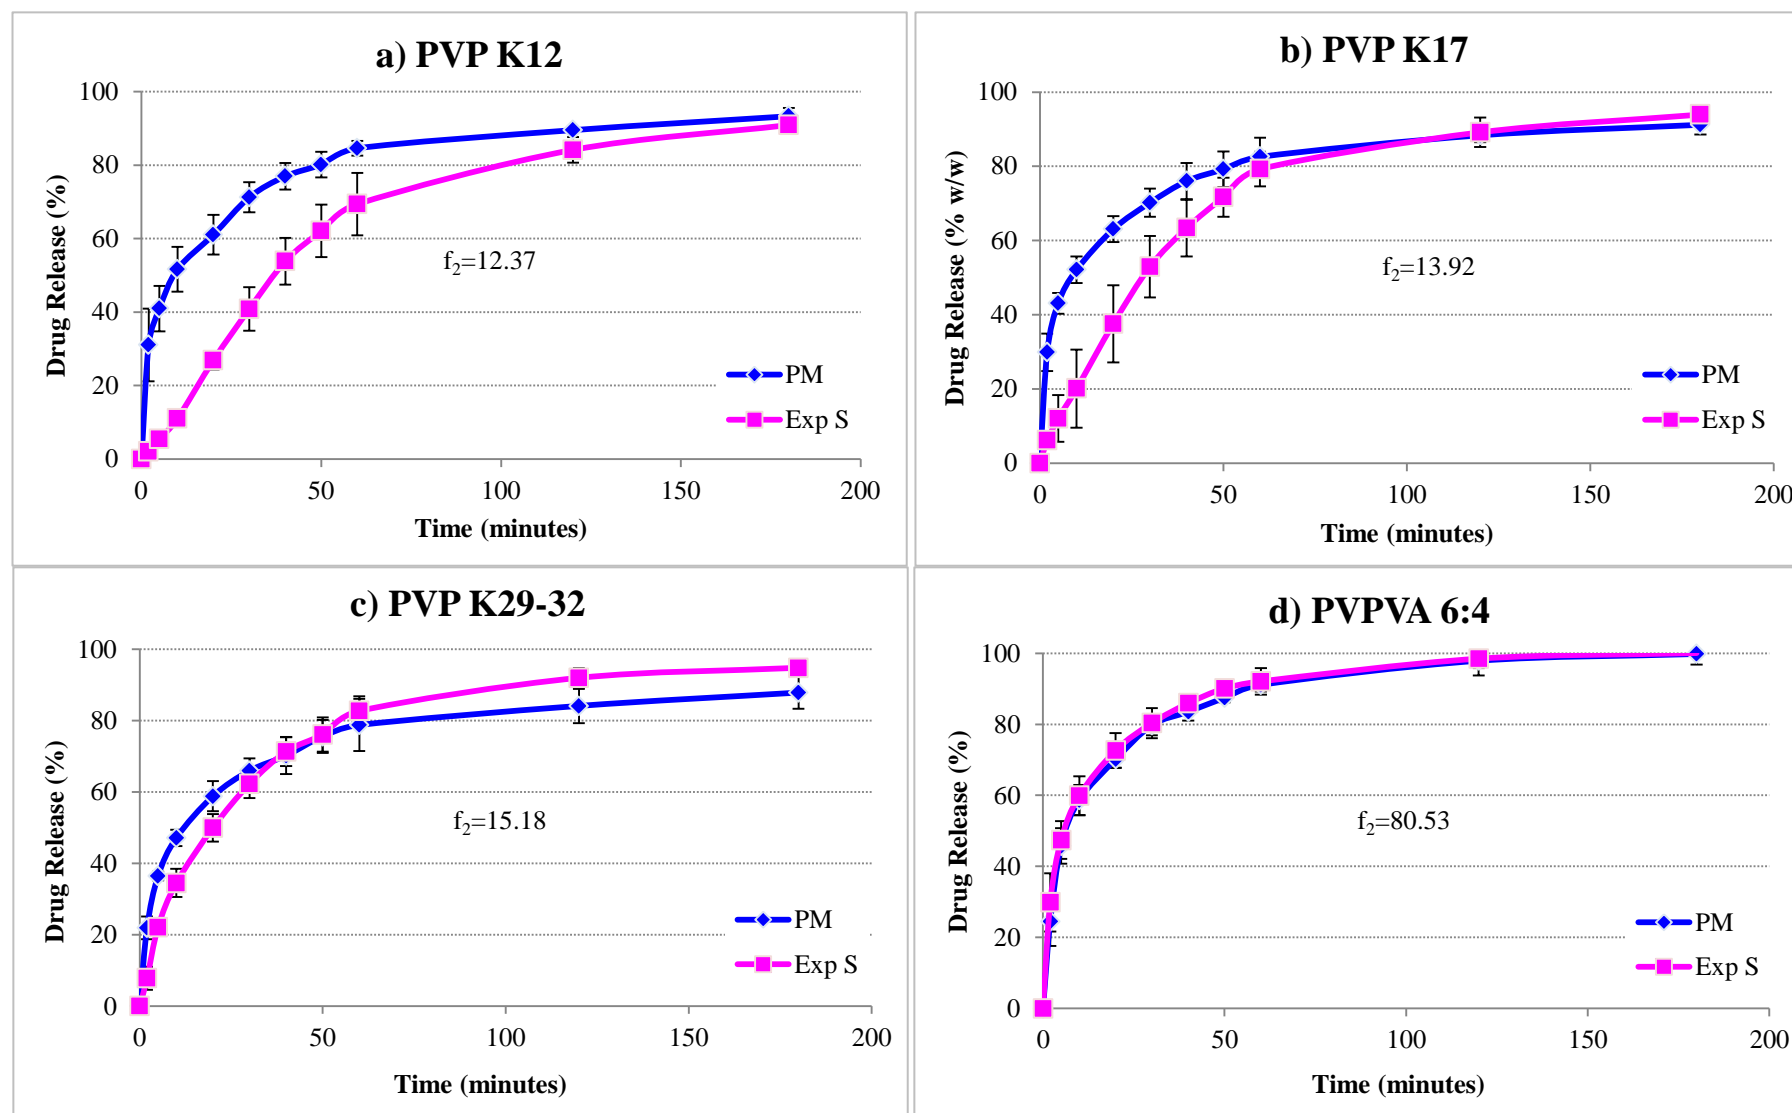 a) PVP K12
100
80
60
40
20
0
Drug Release (%)
f2=12.37
PM
Exp S
0 50 100 150 200
Time (minutes)
b) PVP K17
100
80
60
40
20
0
Drug Release (% w/w)
f2=13.92
PM
Exp S
0 50 100 150 200
Time (minutes)
c) PVP K29-32
100
80
60
40
20
0
Drug Release (%)
f2=15.18
PM
Exp S
0 50 100 150 200
Time (minutes)
d) PVPVA 6:4
100
80
60
40
20
0
Drug Release (%)
f2=80.53
PM
Exp S
0 50 100 150 200
Time (minutes)